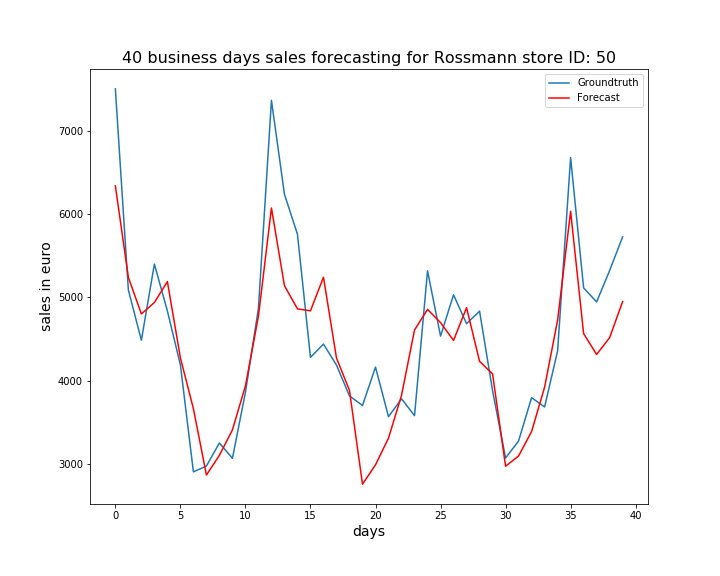 40 business days sales forecasting for Rossmann store ID: 50
Groundtruth
Forecast
7000
6000
5000
4000
3000
sales in euro
0 5 10 15 20 25 30 35 40
days